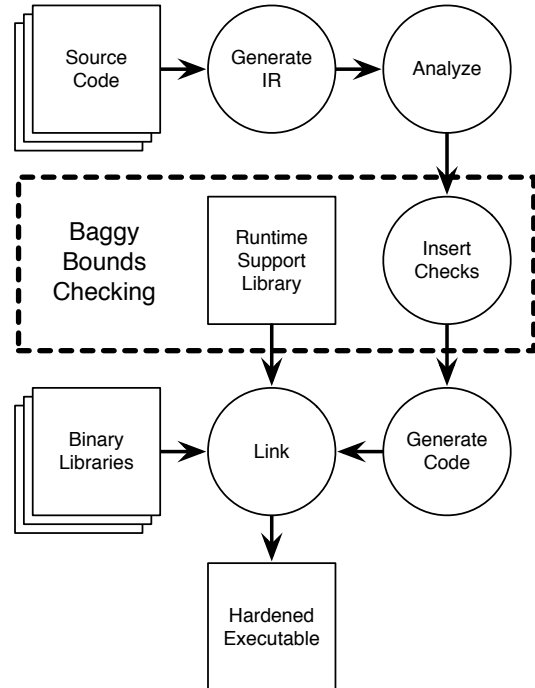 Source
Code
Generate
IR
Analyze
Baggy
Bounds
Checking
Runtime
Support
Library
Insert
Checks
Binary
Libraries
Link
Generate
Code
Hardened
Executable